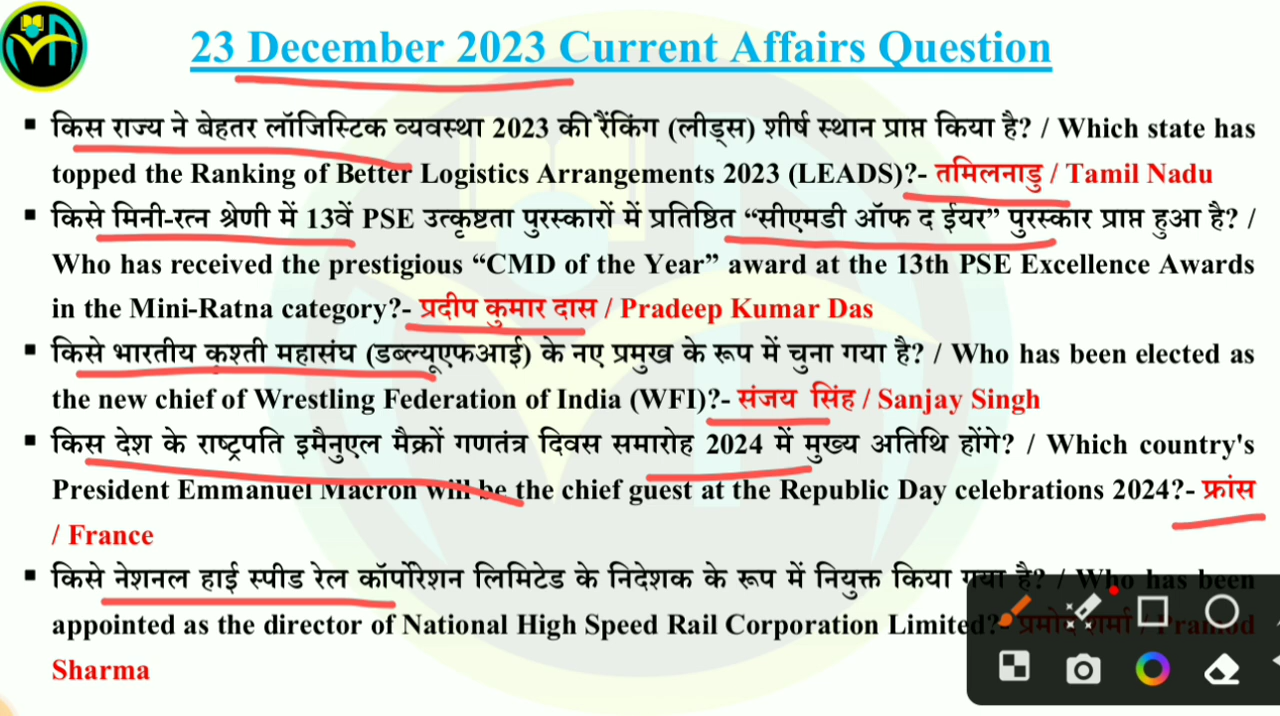 23 December 2023 Current Affairs Question
▪ किस राज्य ने बेहतर लॉजिस्टिक व्यवस्था 2023 की रैंकिंग (लीड्स) शीर्ष स्थान प्राप्त किया है? / Which state has
topped the Ranking of Better Logistics Arrangements 2023 (LEADS)?- तमिलनाडु / Tamil Nadu
▪ किसे मिनी-रत्न श्रेणी में 13वें PSE उत्कृष्टता पुरस्कारों में प्रतिष्ठित “सीएमडी ऑफ द ईयर” पुरस्कार प्राप्त हुआ है? /
Who has received the prestigious “CMD of the Year” award at the 13th PSE Excellence Awards
in the Mini-Ratna category?- प्रदीप कुमार दास / Pradeep Kumar Das
▪ किसे भारतीय कुश्ती महासंघ (डब्ल्यूएफआई) के नए प्रमुख के रूप में चुना गया है? / Who has been elected as
the new chief of Wrestling Federation of India (WFI)?- संजय सिंह / Sanjay Singh
▪ किस देश के राष्ट्रपति इमैनुएल मैक्रों गणतंत्र दिवस समारोह 2024 में मुख्य अतिथि होंगे? / Which country's
President Emmanuel Macron will be the chief guest at the Republic Day celebrations 2024?- फ्रांस
/ France
▪ किसे नेशनल हाई स्पीड रेल कॉर्पोरेशन लिमिटेड के निदेशक के रूप में नियुक्त किया गया है? / Who has been
appointed as the director of National High Speed Rail Corporation Limited?- प्रमोद शर्मा / Pramod
Sharma